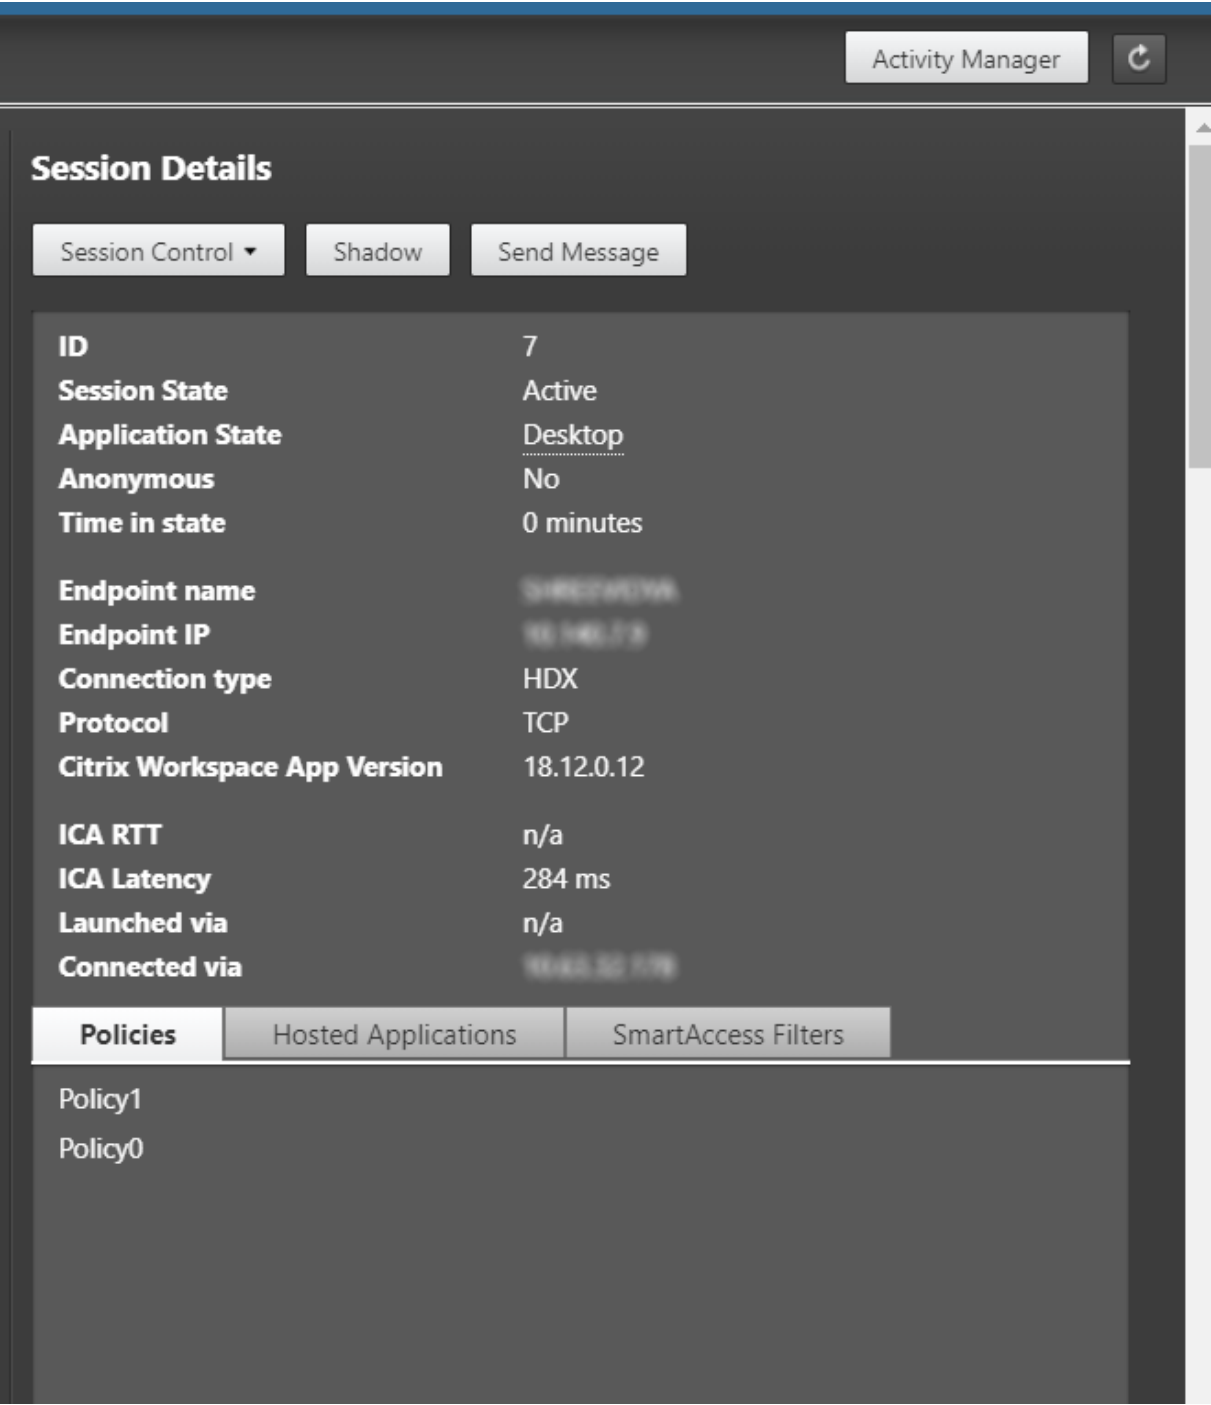 Activity Manager
Session Details
Session Control Shadow Send Message
ID 7
Session State Active
Application State Desktop
Anonymous No
Time in state 0 minutes
Endpoint name
Endpoint IP
Connection type HDX
Protocol TCP
Citrix Workspace App Version 18.12.0.12
ICA RTT n/a
ICA Latency 284 ms
Launched via n/a
Connected via
Policies Hosted Applications SmartAccess Filters
Policy1
Policy0